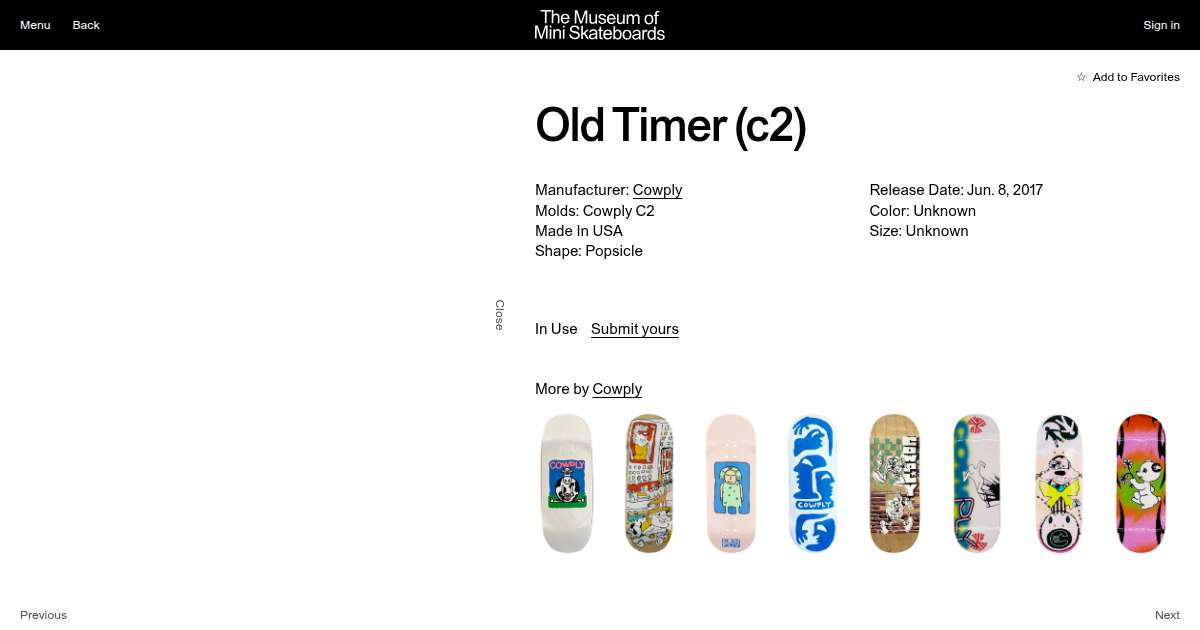 Menu
Back
The Museum of
Mini Skateboards
Sign in
☆ Add to Favorites
Old Timer (c2)
Manufacturer: Cowply
Molds: Cowply C2
Made In USA
Shape: Popsicle
Release Date: Jun. 8, 2017
Color: Unknown
Size: Unknown
Close
In Use
Submit yours
More by Cowply
COWPLY
COWPLY
Previous
Next